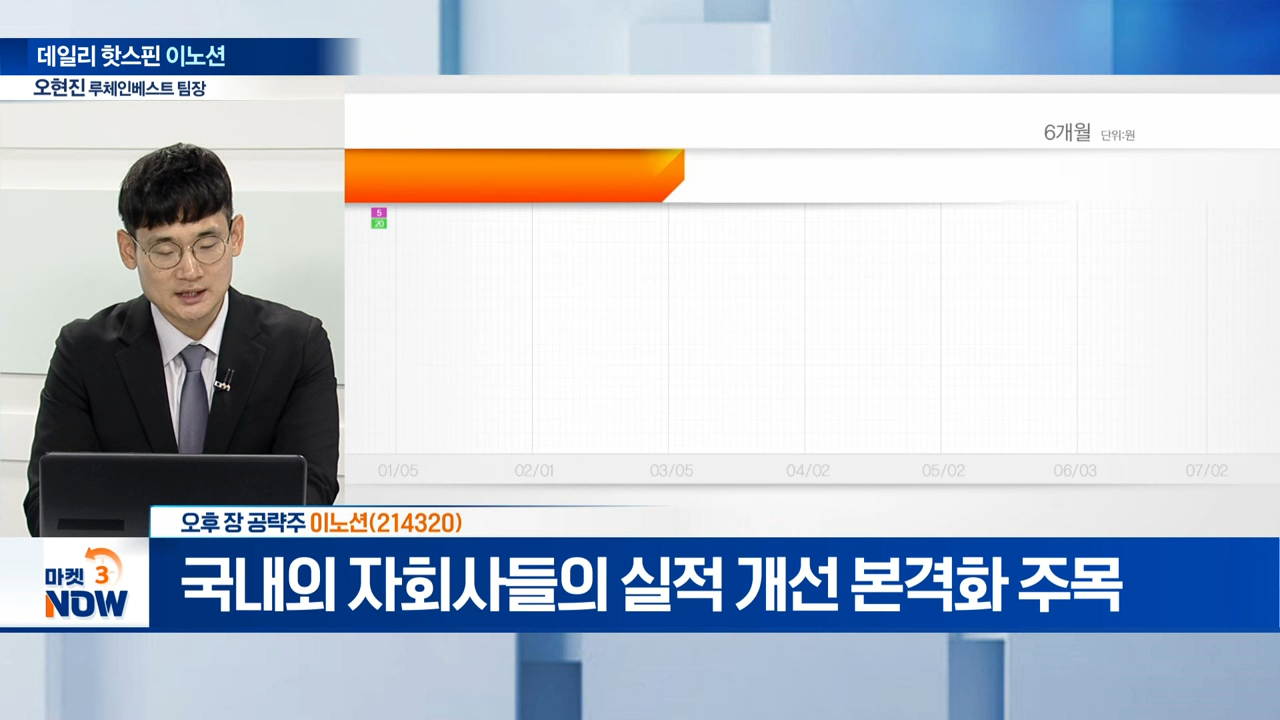 데일리 핫스핀 이노션
오현진 루체인베스트 팀장
6개월 단위:원
5
20
01/05 02/01 03/05 04/02 05/02 06/03 07/02
오후 장 공략주 이노션(214320)
마켓 3
NOW
국내외 자회사들의 실적 개선 본격화 주목